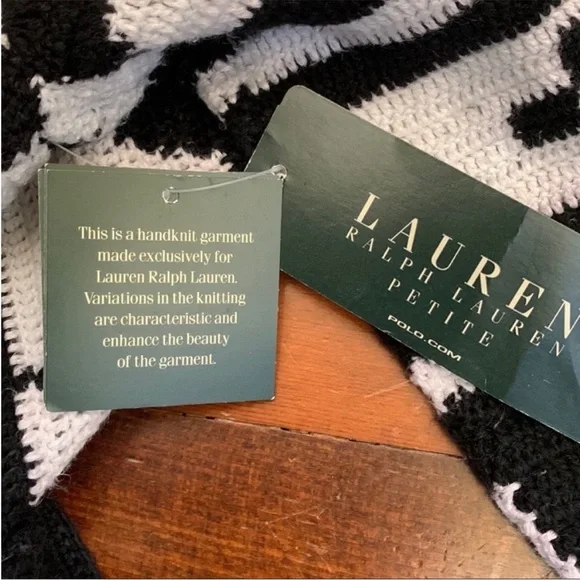 This is a handknit garment
made exclusively for
Lauren Ralph Lauren.
Variations in the knitting
are characteristic and
enhance the beauty
of the garment.
LAUREN
RALPH LAUREN
PETITE
POLO.COM